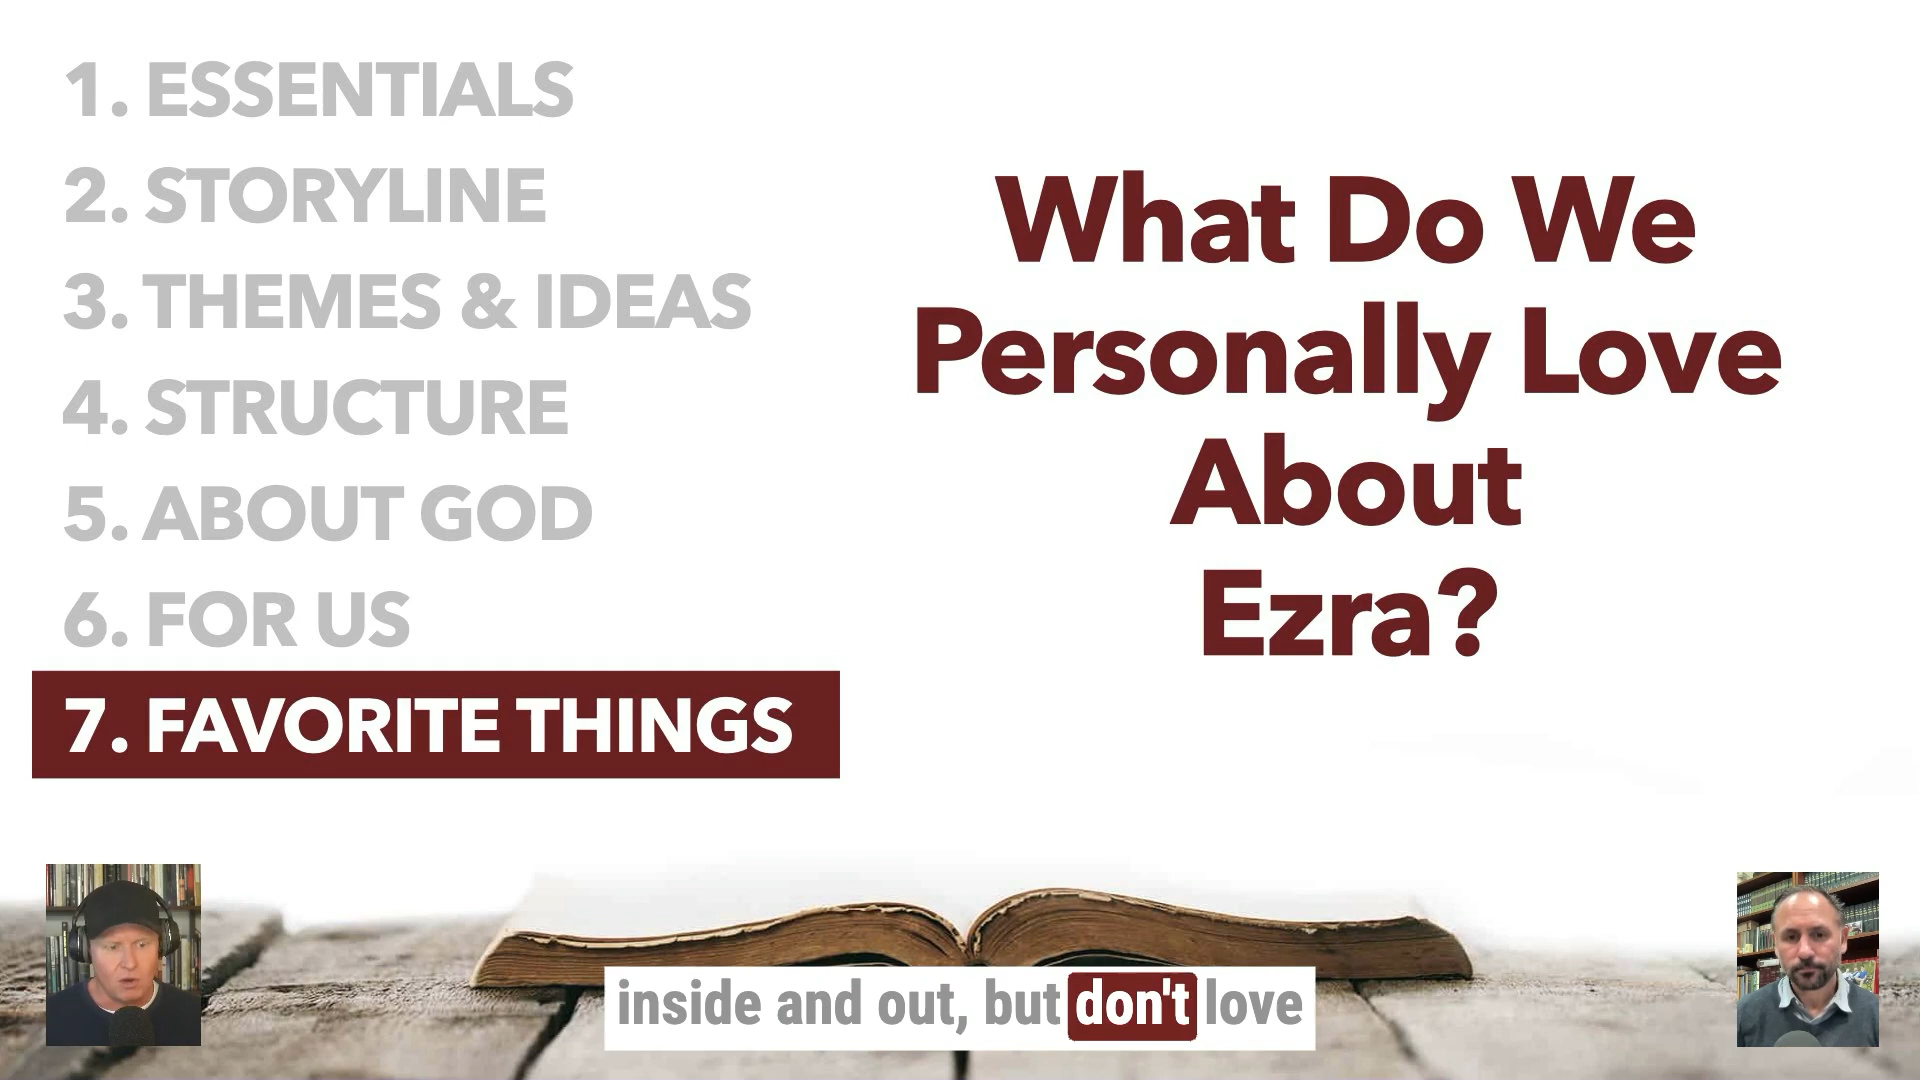 1. ESSENTIALS
2. STORYLINE
3. THEMES & IDEAS
4. STRUCTURE
5. ABOUT GOD
6. FOR US
7. FAVORITE THINGS
What Do We
Personally Love
About
Ezra?
inside and out, but don't love